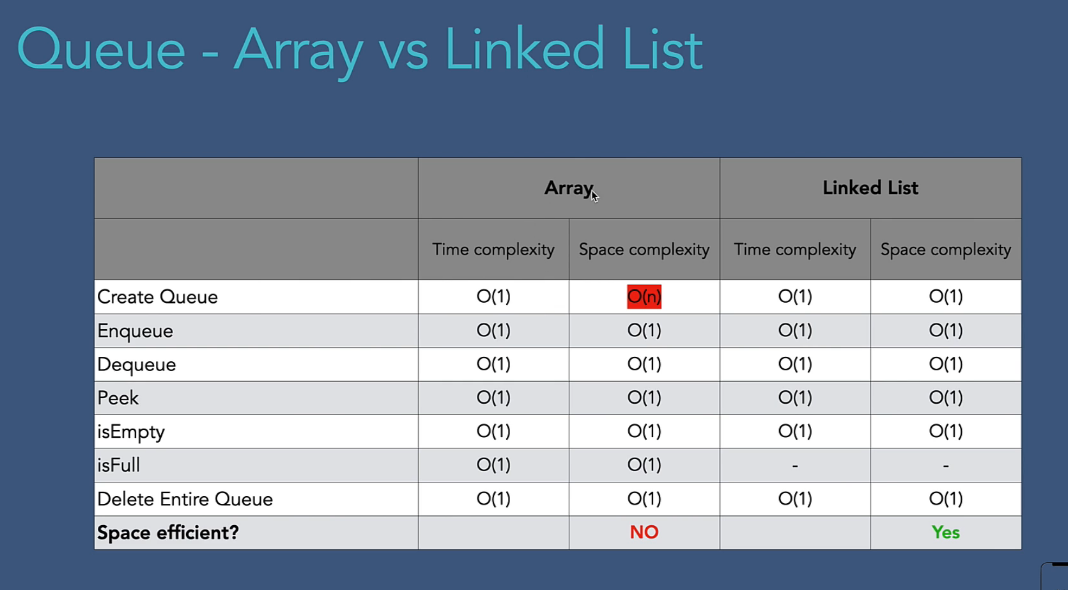 Queue - Array vs Linked List
Array Linked List
Time complexity Space complexity Time complexity Space complexity
Create Queue O(1) O(n) O(1) O(1)
Enqueue O(1) O(1) O(1) O(1)
Dequeue O(1) O(1) O(1) O(1)
Peek O(1) O(1) O(1) O(1)
isEmpty O(1) O(1) O(1) O(1)
isFull O(1) O(1) - -
Delete Entire Queue O(1) O(1) O(1) O(1)
Space efficient? NO Yes